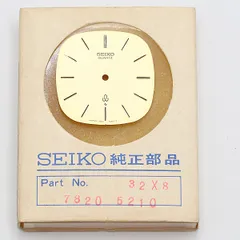 SEIKO
QUARTZ
SEIKO 純正部品
Part No. 32X8
7820 5210